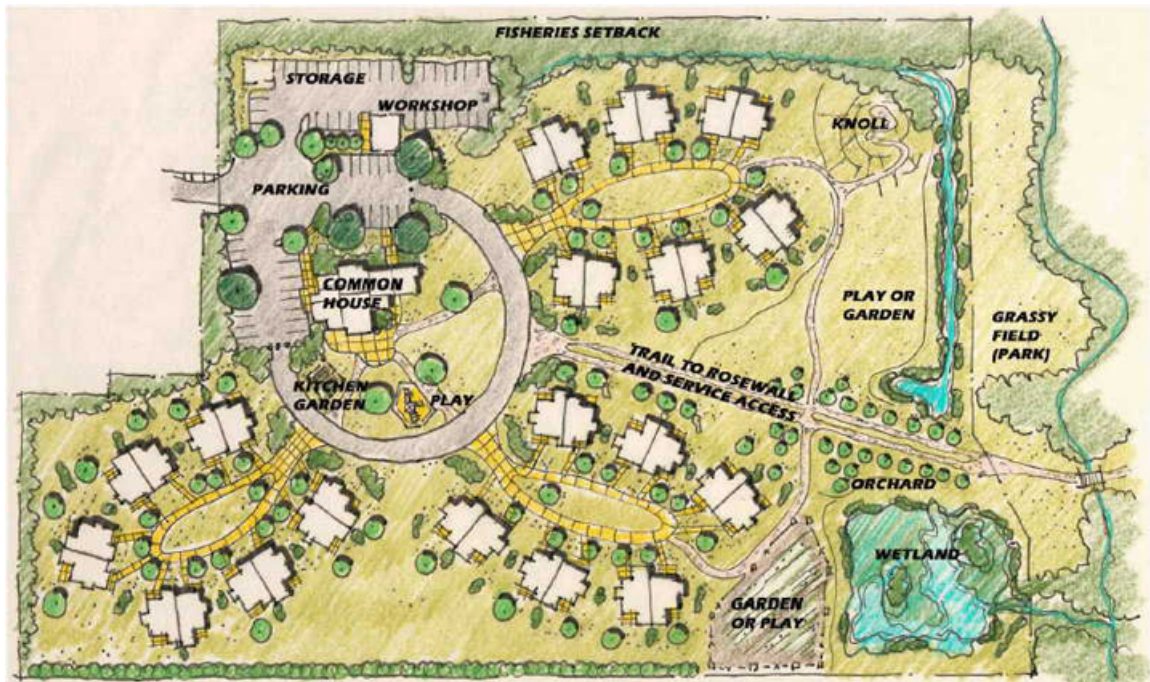 FISHERIES SETBACK
STORAGE
WORKSHOP
KNOLL
PARKING
COMMON
HOUSE
PLAY OR
GARDEN
GRASSY
FIELD
(PARK)
TRAIL TO ROSEWALL
AND SERVICE ACCESS
KITCHEN
GARDEN
PLAY
ORCHARD
WETLAND
GARDEN
OR PLAY